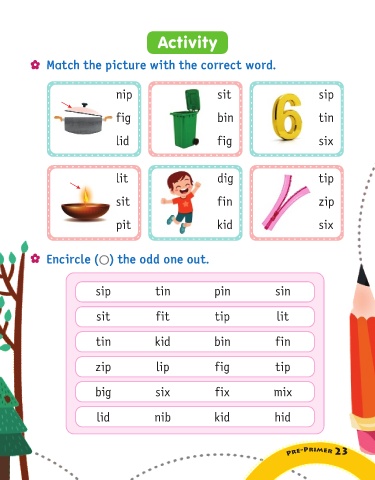 Activity
Match the picture with the correct word.
nip
fig
lid
sit
bin
fig
6
sip
tin
six
lit
sit
pit
dig
fin
kid
tip
zip
six
Encircle (○) the odd one out.
sip tin pin sin
sit fit tip lit
tin kid bin fin
zip lip fig tip
big six fix mix
lid nib kid hid
PRE-PRIMER 23